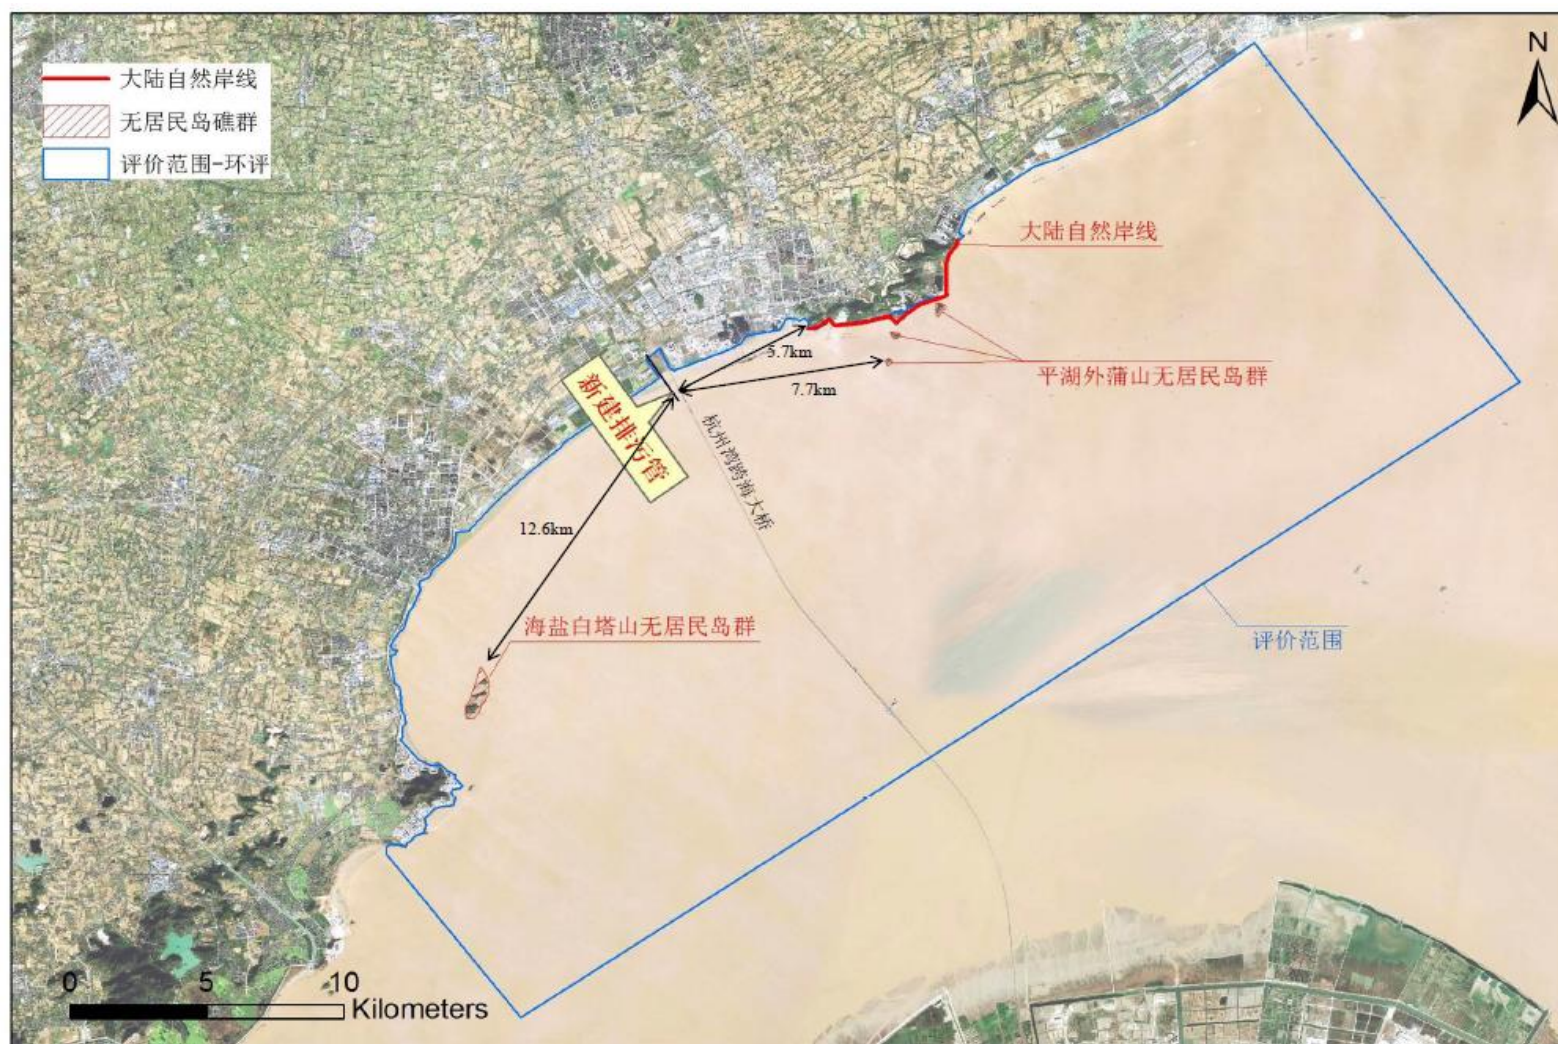 N
大陆自然岸线
无居民岛礁群
评价范围-环评
大陆自然岸线
5.7km
平湖外蒲山无居民岛群
7.7km
新建排污管
杭州湾跨海大桥
12.6km
海盐白塔山无居民岛群
评价范围
0 5 10
Kilometers